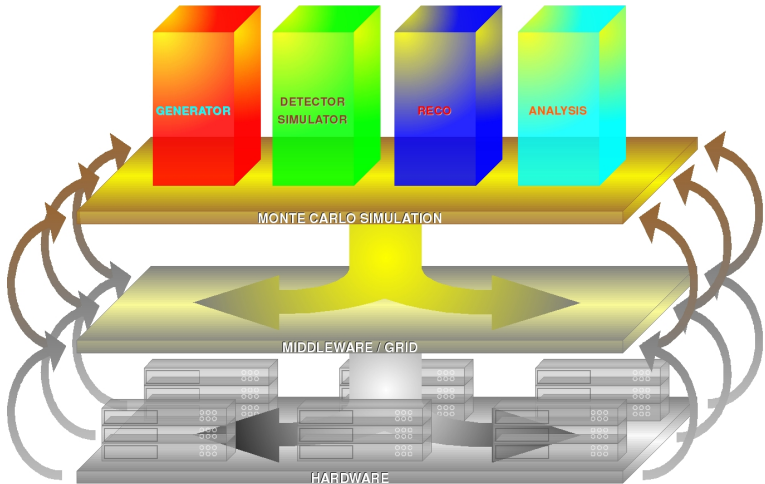 GENERATOR
DETECTOR
SIMULATOR
RECO
ANALYSIS
MONTE CARLO SIMULATION
MIDDLEWARE / GRID
HARDWARE